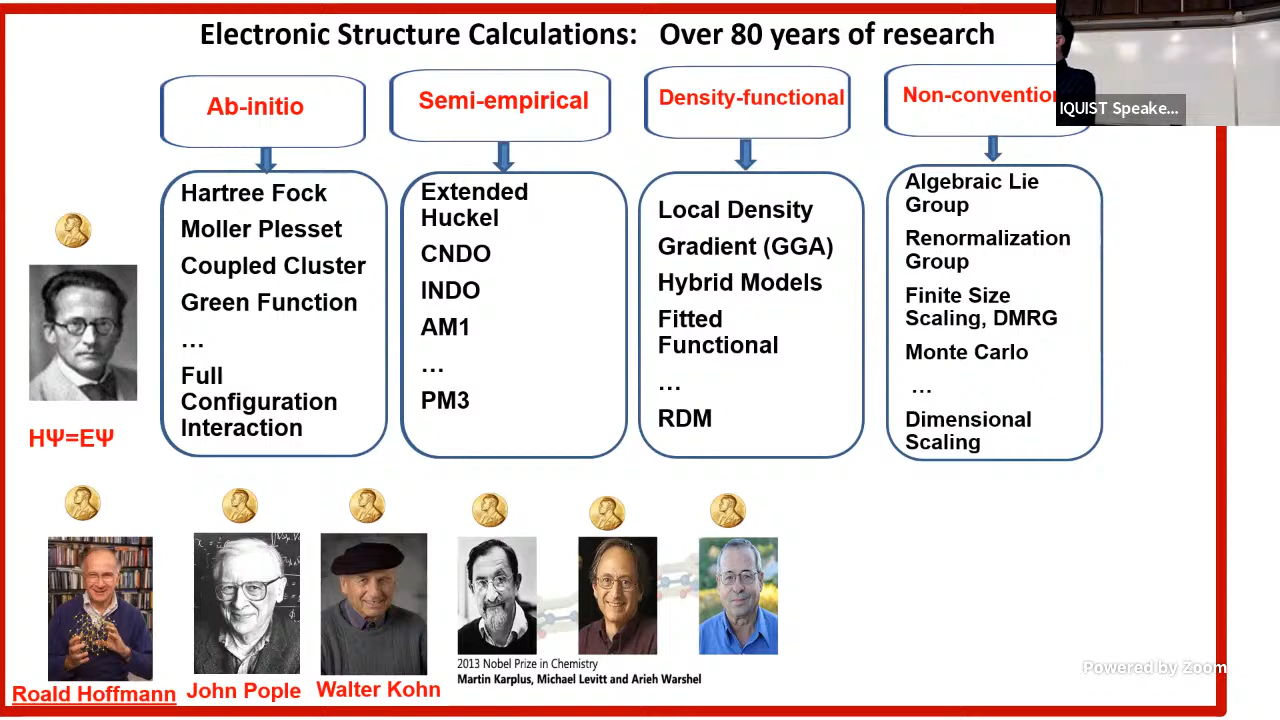 Electronic Structure Calculations: Over 80 years of research
Ab-initio
Semi-empirical
Density-functional
Non-convention
IQUIST Speake...
Hartree Fock
Moller Plesset
Coupled Cluster
Green Function
...
Full
Configuration
Interaction
Extended
Huckel
CNDO
INDO
AM1
...
PM3
Local Density
Gradient (GGA)
Hybrid Models
Fitted
Functional
...
RDM
Algebraic Lie
Group
Renormalization
Group
Finite Size
Scaling, DMRG
Monte Carlo
...
Dimensional
Scaling
HΨ=EΨ
Roald Hoffmann
John Pople
Walter Kohn
2013 Nobel Prize in Chemistry
Martin Karplus, Michael Levitt and Arieh Warshel
Powered by Zoom